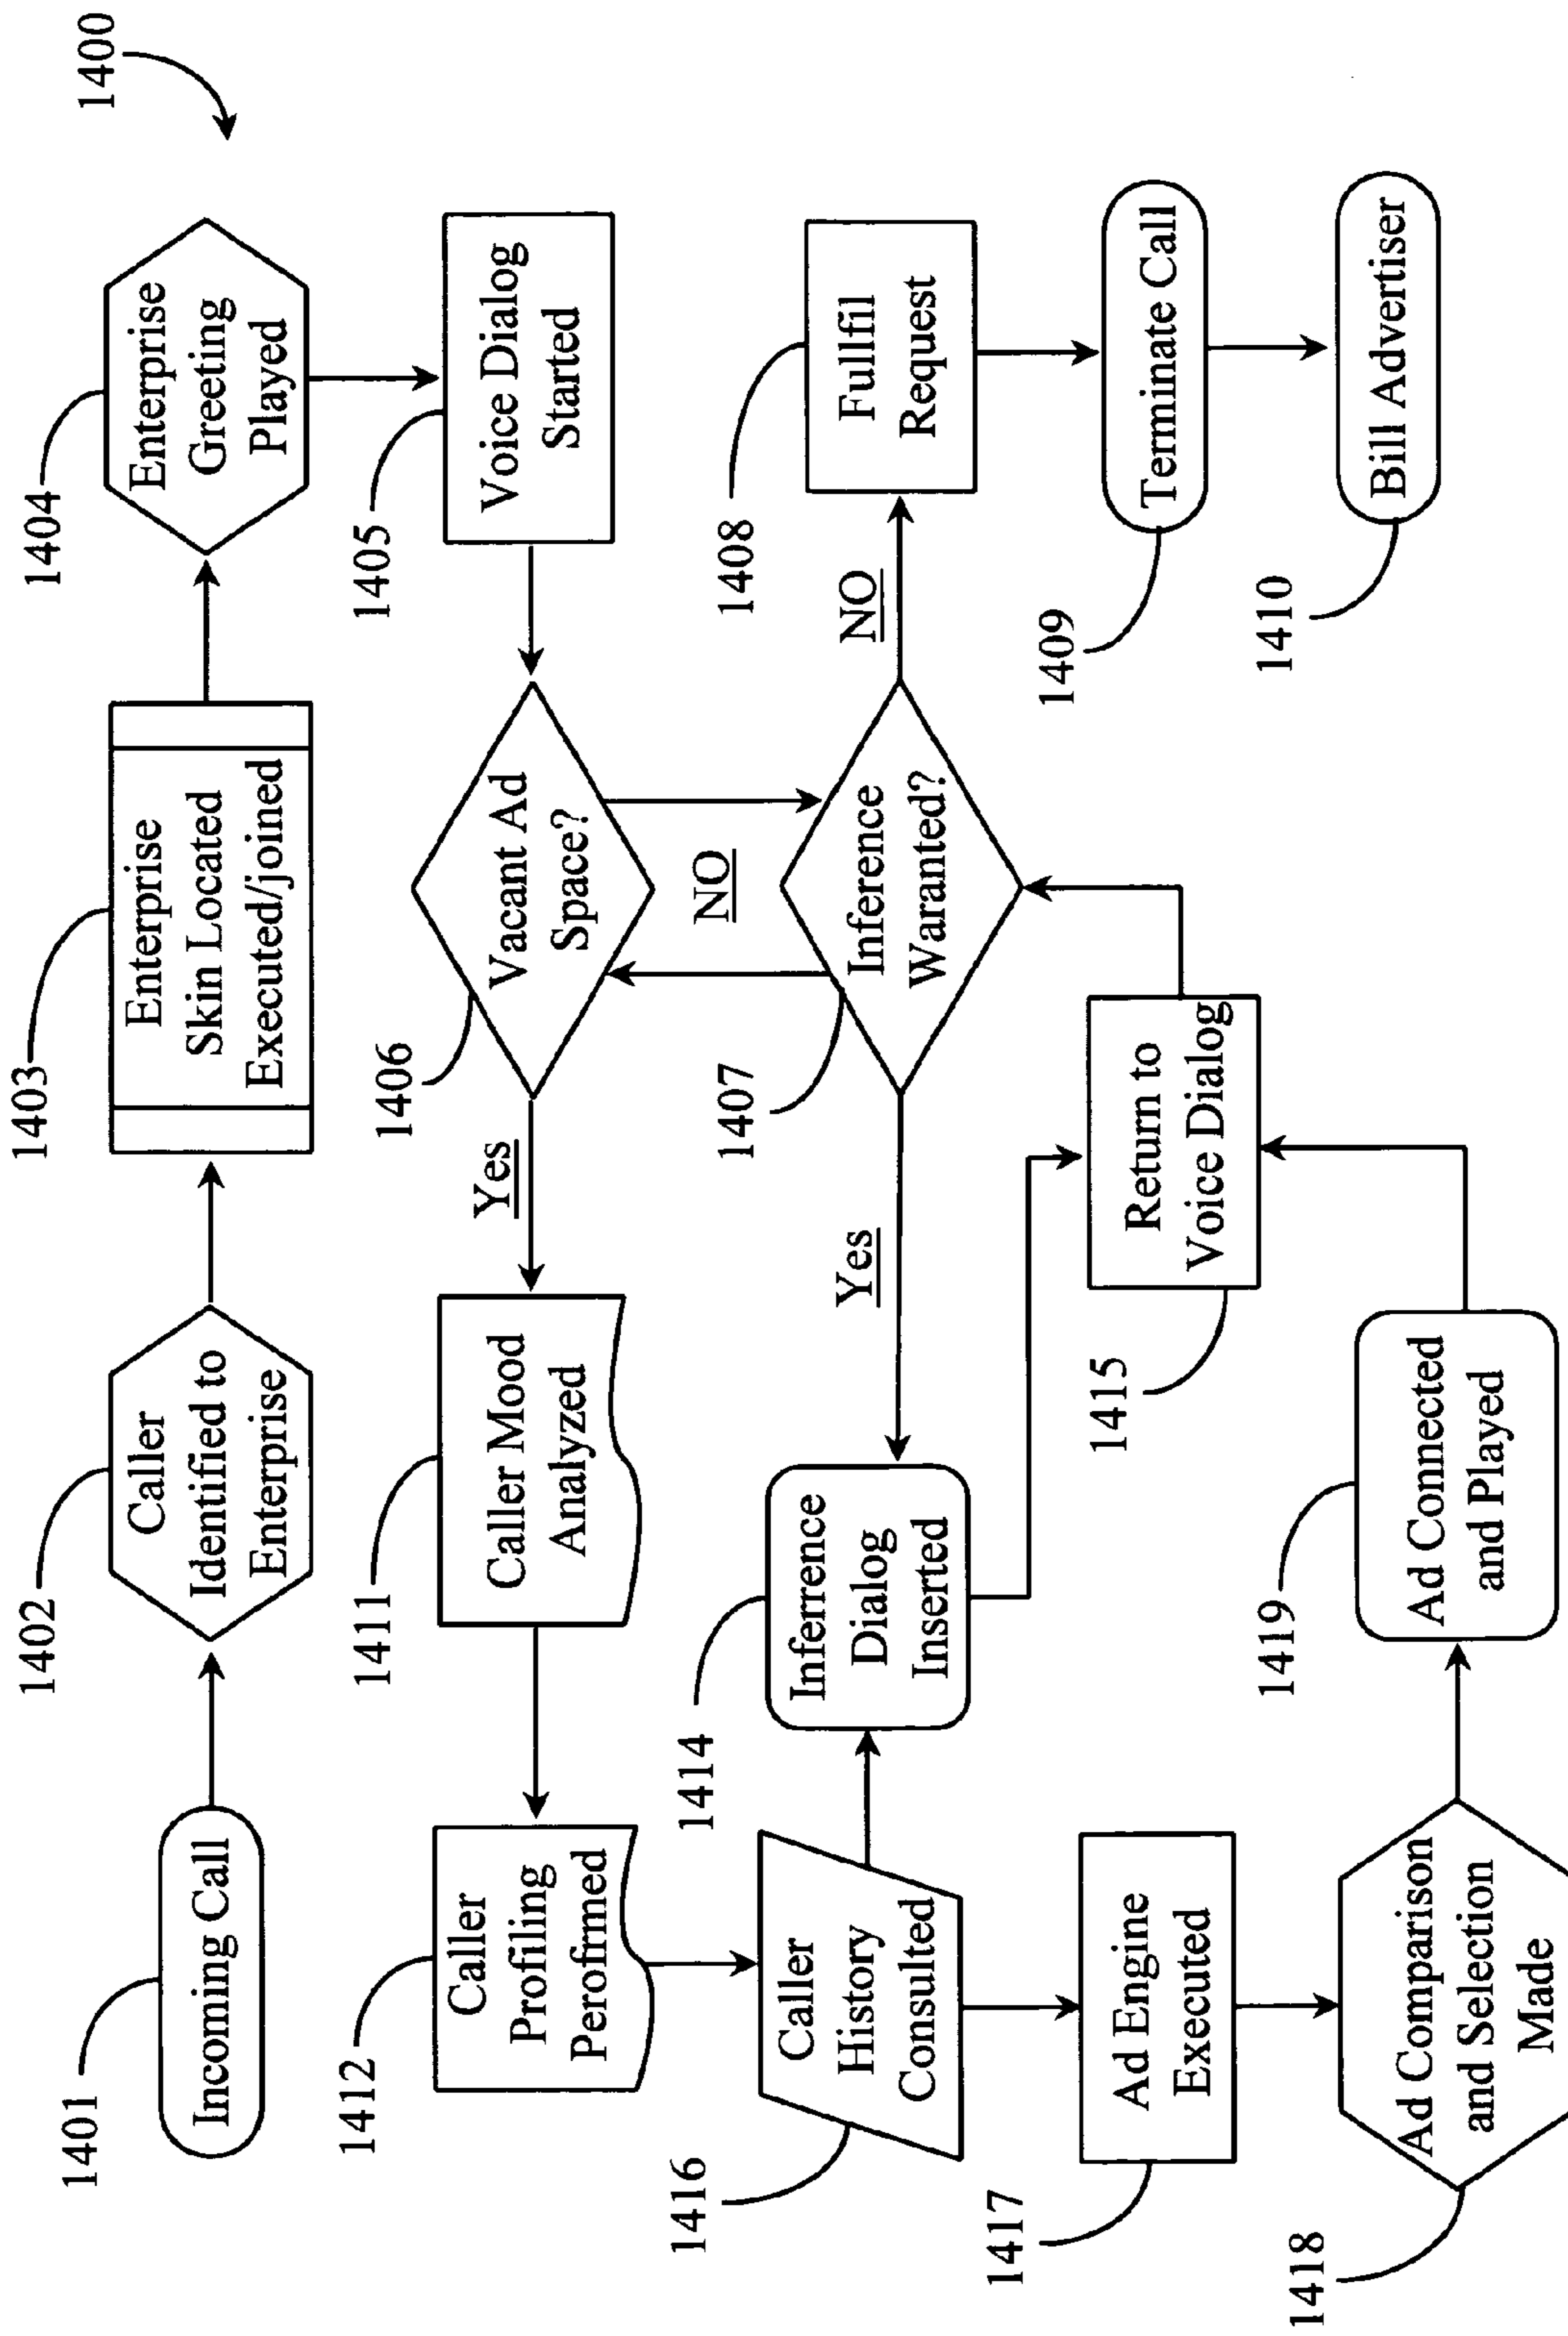 1400
1401
Incoming Call
1402
Caller
Identified to
Enterprise
1403
Enterprise
Skin Located
Executed/joined
1404
Enterprise
Greeting
Played
1405
Voice Dialog
Started
1406
Vacant Ad
Space?
Yes
NO
1411
Caller Mood
Analyzed
1412
Caller
Profiling
Perofrmed
1407
Inference
Waranted?
Yes
NO
1408
Fullfil
Request
1409
Terminate Call
1410
Bill Advertiser
1414
Inferrence
Dialog
Inserted
1415
Return to
Voice Dialog
1416
Caller
History
Consulted
1417
Ad Engine
Executed
1418
Ad Comparison
and Selection
Made
1419
Ad Connected
and Played